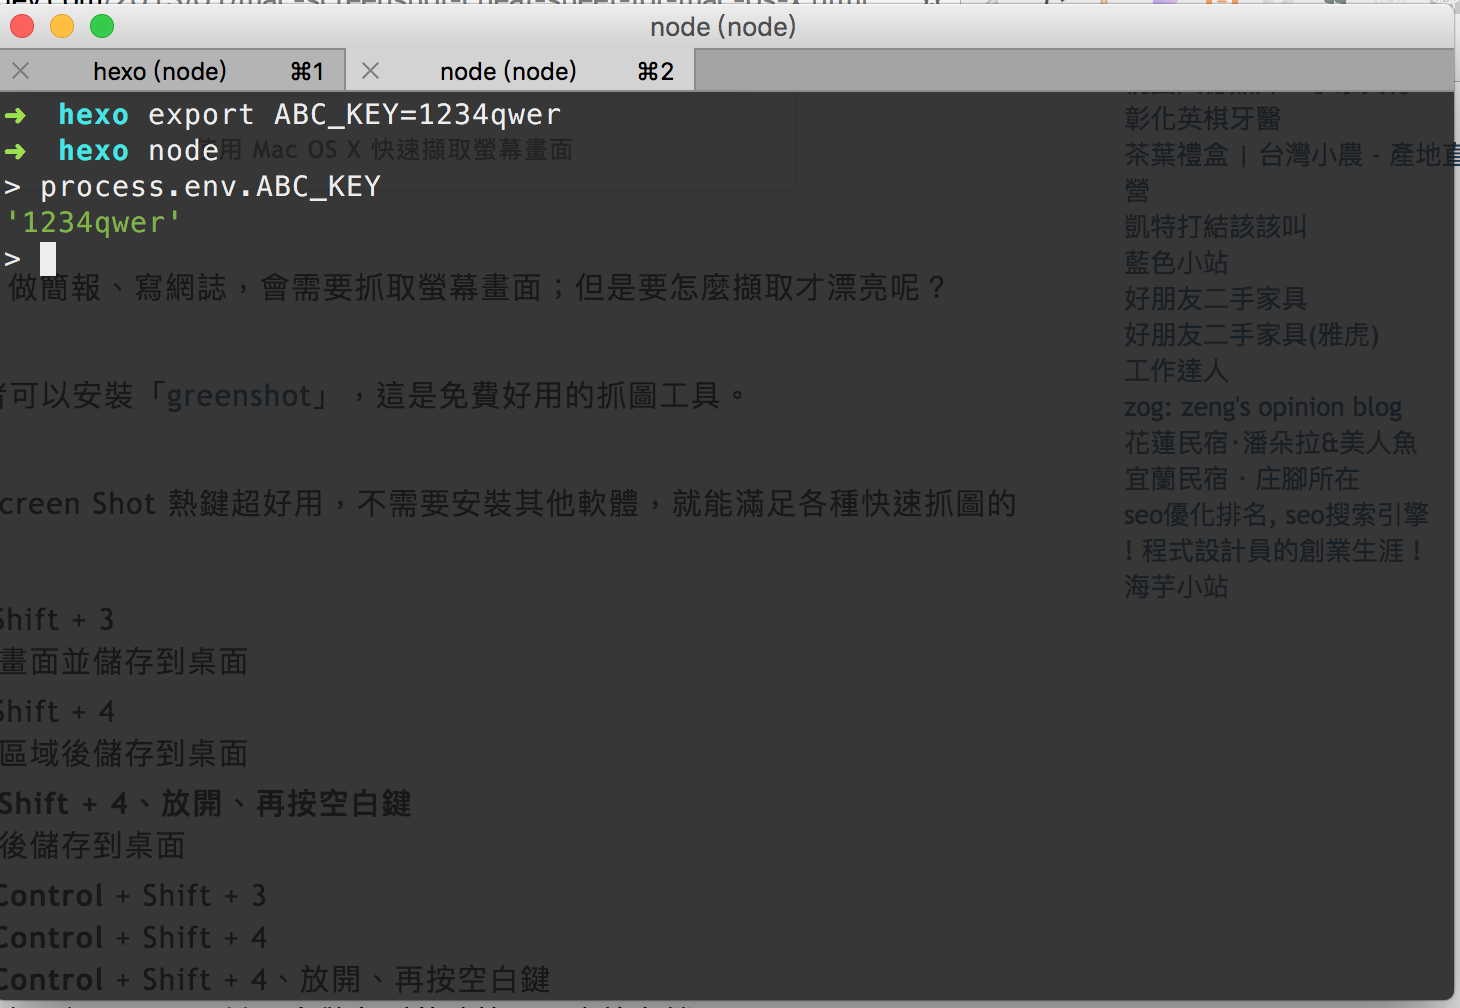 node (node)
hexo (node) ⌘1
node (node) ⌘2
➜ hexo export ABC_KEY=1234qwer
➜ hexo node
用 Mac OS X 快速擷取螢幕畫面
> process.env.ABC_KEY
'1234qwer'
>
做簡報、寫網誌，會需要抓取螢幕畫面；但是要怎麼擷取才漂亮呢？
可以安裝「greenshot」，這是免費好用的抓圖工具。
creen Shot 熱鍵超好用，不需要安裝其他軟體，就能滿足各種快速抓圖的
Shift + 3
畫面並儲存到桌面
Shift + 4
區域後儲存到桌面
Shift + 4、放開、再按空白鍵
後儲存到桌面
Control + Shift + 3
Control + Shift + 4
Control + Shift + 4、放開、再按空白鍵
彰化英棋牙醫
茶葉禮盒 | 台灣小農 - 產地直
營
凱特打結該該叫
藍色小站
好朋友二手家具
好朋友二手家具(雅虎)
工作達人
zog: zeng's opinion blog
花蓮民宿·潘朵拉&美人魚
宜蘭民宿 · 庄腳所在
seo優化排名, seo搜索引擎
! 程式設計員的創業生涯 !
海芋小站